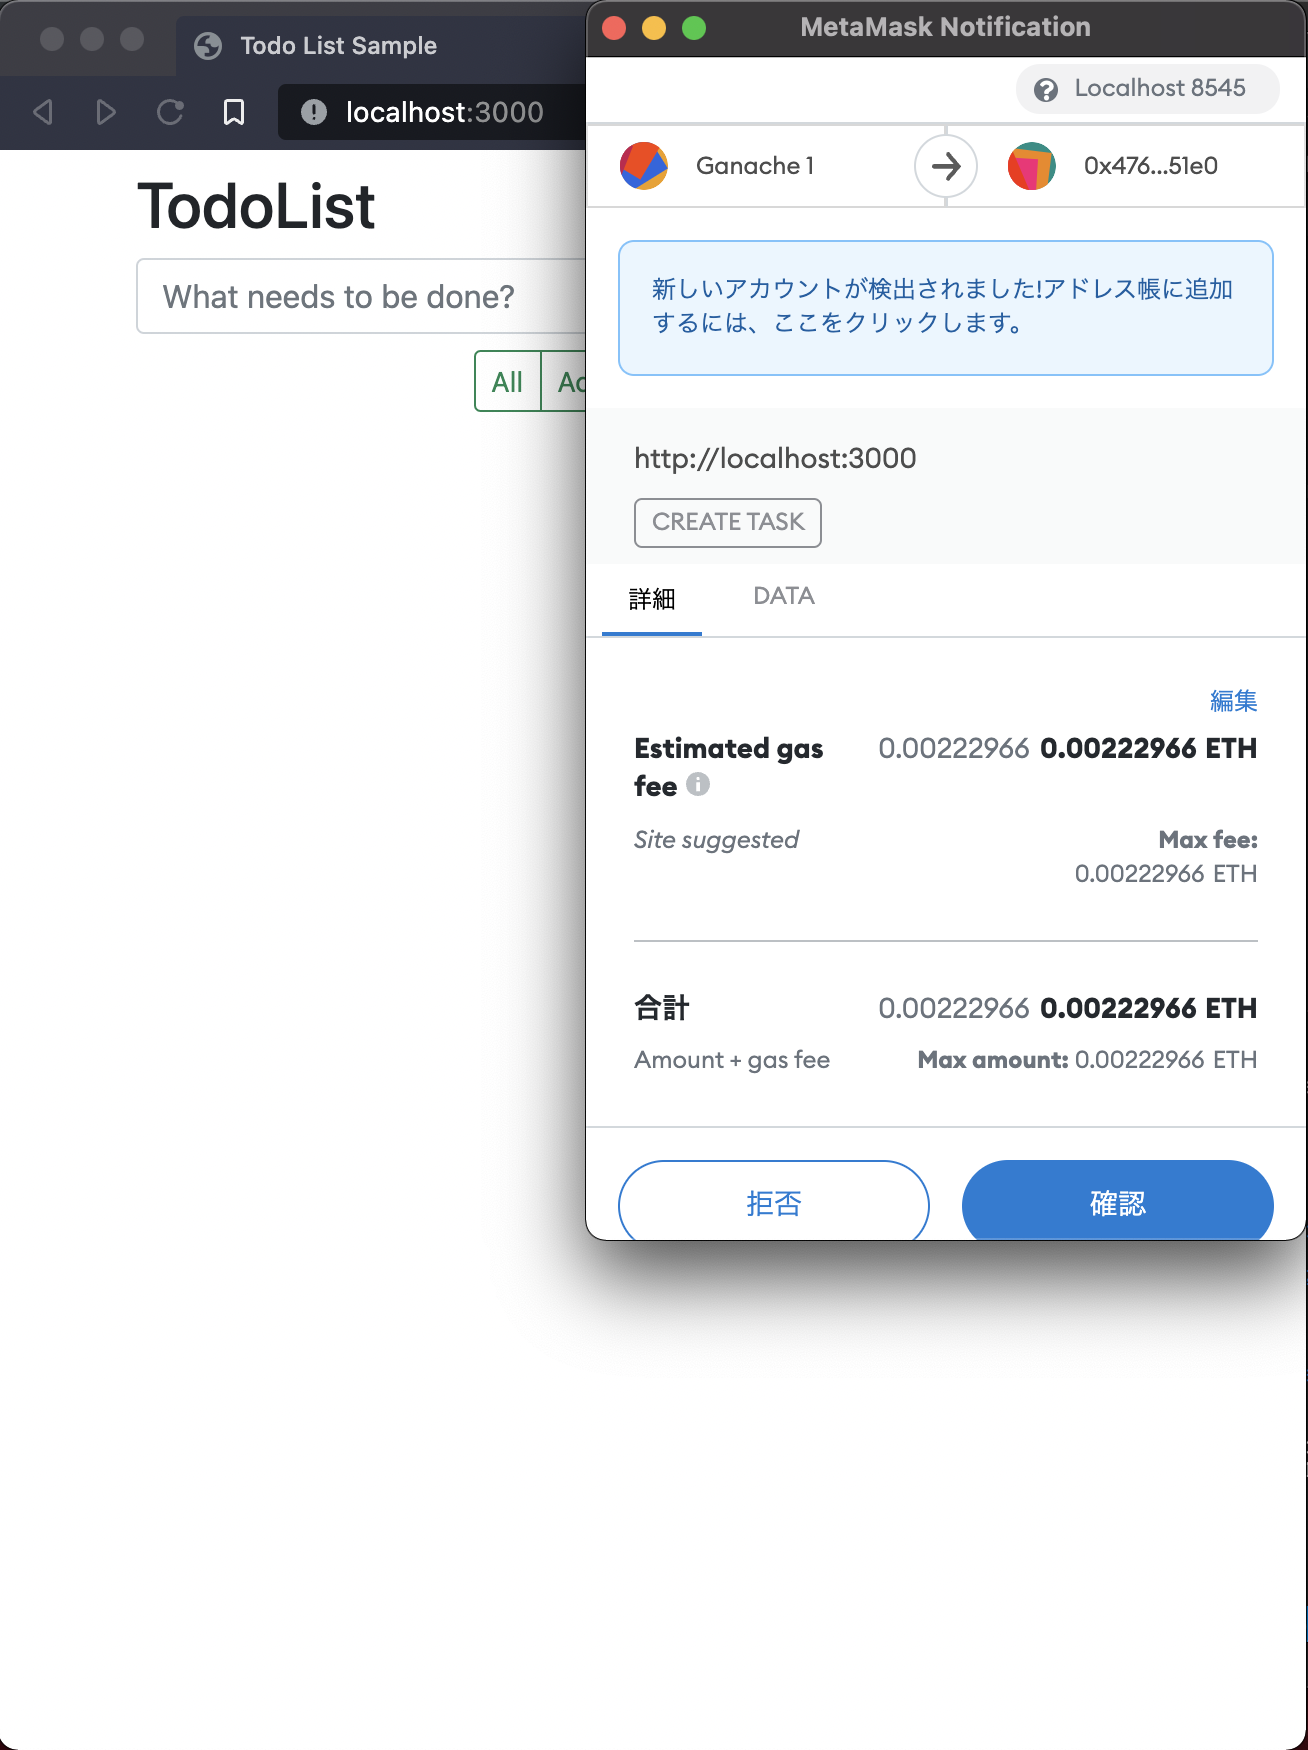 Todo List Sample
localhost:3000
TodoList
What needs to be done?
All
MetaMask Notification
Localhost 8545
Ganache 1
0x476...51e0
新しいアカウントが検出されました!アドレス帳に追加
するには、ここをクリックします。
http://localhost:3000
CREATE TASK
詳細
DATA
編集
Estimated gas fee
0.00222966 0.00222966 ETH
Site suggested
Max fee:
0.00222966 ETH
合計
0.00222966 0.00222966 ETH
Amount + gas fee
Max amount: 0.00222966 ETH
拒否
確認